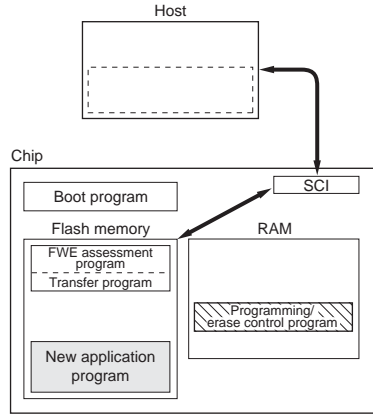 Host
Chip
SCI
Boot program
Flash memory
RAM
FWE assessment
program
Transfer program
Programming/
erase control program
New application
program